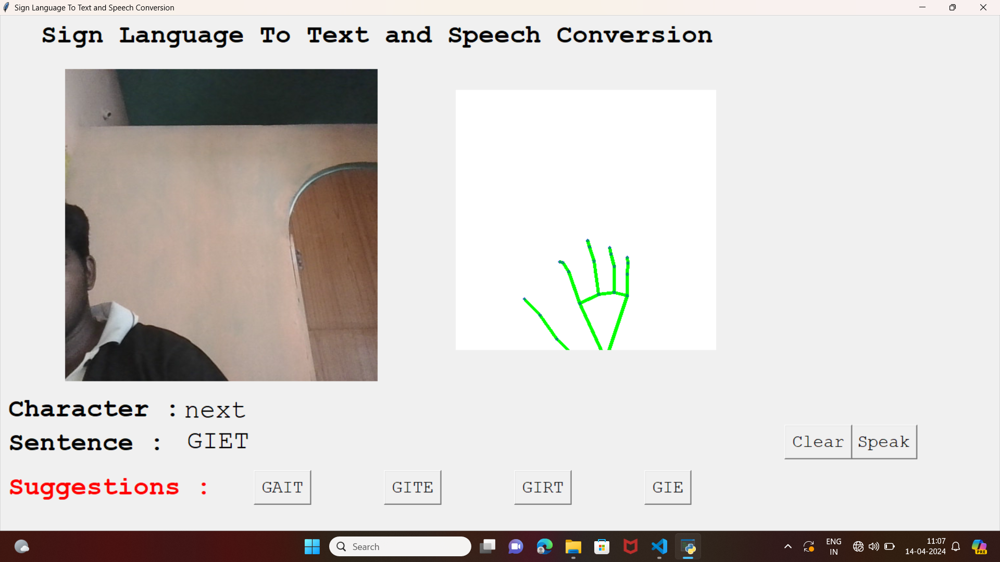 Sign Language To Text and Speech Conversion
Sign Language To Text and Speech Conversion
Character : next
Sentence : GIET
Clear Speak
Suggestions : GAIT GITE GIRT GIE
Search
ENG
IN
11:07
14-04-2024
PRE